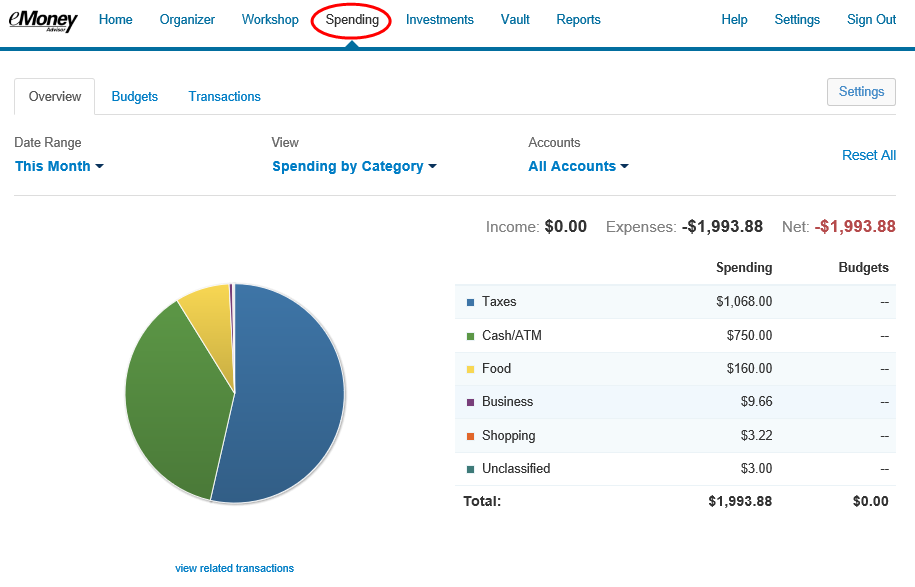 eMoney Advisor Home Organizer Workshop Spending Investments Vault Reports Help Settings Sign Out
Overview Budgets Transactions Settings
Date Range View Accounts
This Month Spending by Category All Accounts Reset All
Income: $0.00 Expenses: -$1,993.88 Net: -$1,993.88
Spending Budgets
Taxes $1,068.00 --
Cash/ATM $750.00 --
Food $160.00 --
Business $9.66 --
Shopping $3.22 --
Unclassified $3.00 --
Total: $1,993.88 $0.00
view related transactions